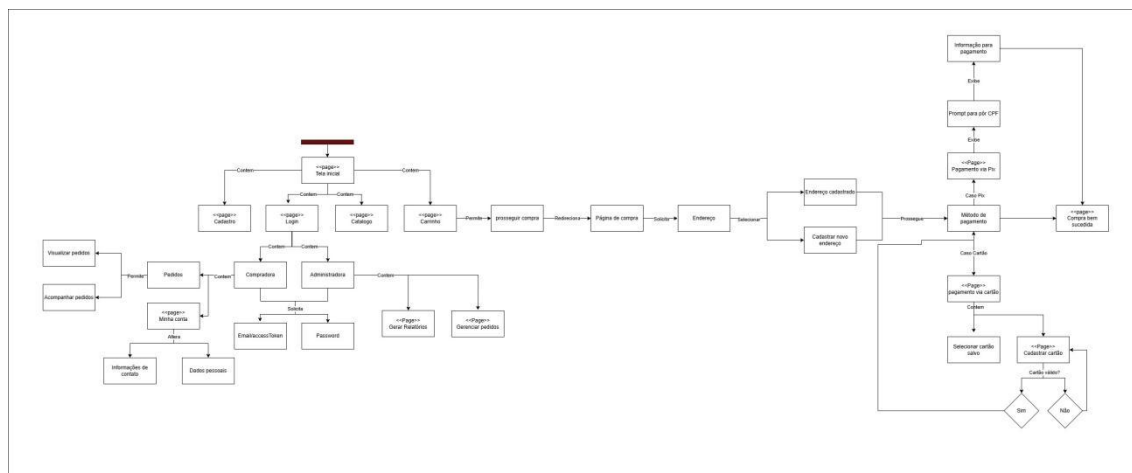 Informação para
pagamento
Exibe
Prompt para pôr CPF
Exibe
<<Page>>
Pagamento via Pix
Caso Pix
<<page>>
Tela inicial
Contem
Contem
Contem
Contem
<<page>>
Cadastro
<<page>>
Login
<<page>>
Catalogo
<<page>>
Carrinho
Permite
prosseguir compra
Redireciona
Página de compra
Solicita
Endereço
Selecionar
Endereço cadastrado
Cadastrar novo
endereço
Prossegue
Método de
pagamento
<<page>>
Compra bem
sucedida
Contem
Contem
Visualizar pedidos
Acompanhar pedidos
Permite
Pedidos
Contem
Compradora
Administradora
Contem
Caso Cartão
<<Page>>
pagamento via cartão
Contem
<<page>>
Minha conta
Altera
Solicita
Email/accessToken
Password
<<Page>>
Gerar Relatórios
<<Page>>
Gerenciar pedidos
Informações de
contato
Dados pessoais
Selecionar cartão
salvo
<<Page>>
Cadastrar cartão
Cartão válido?
Sim
Não